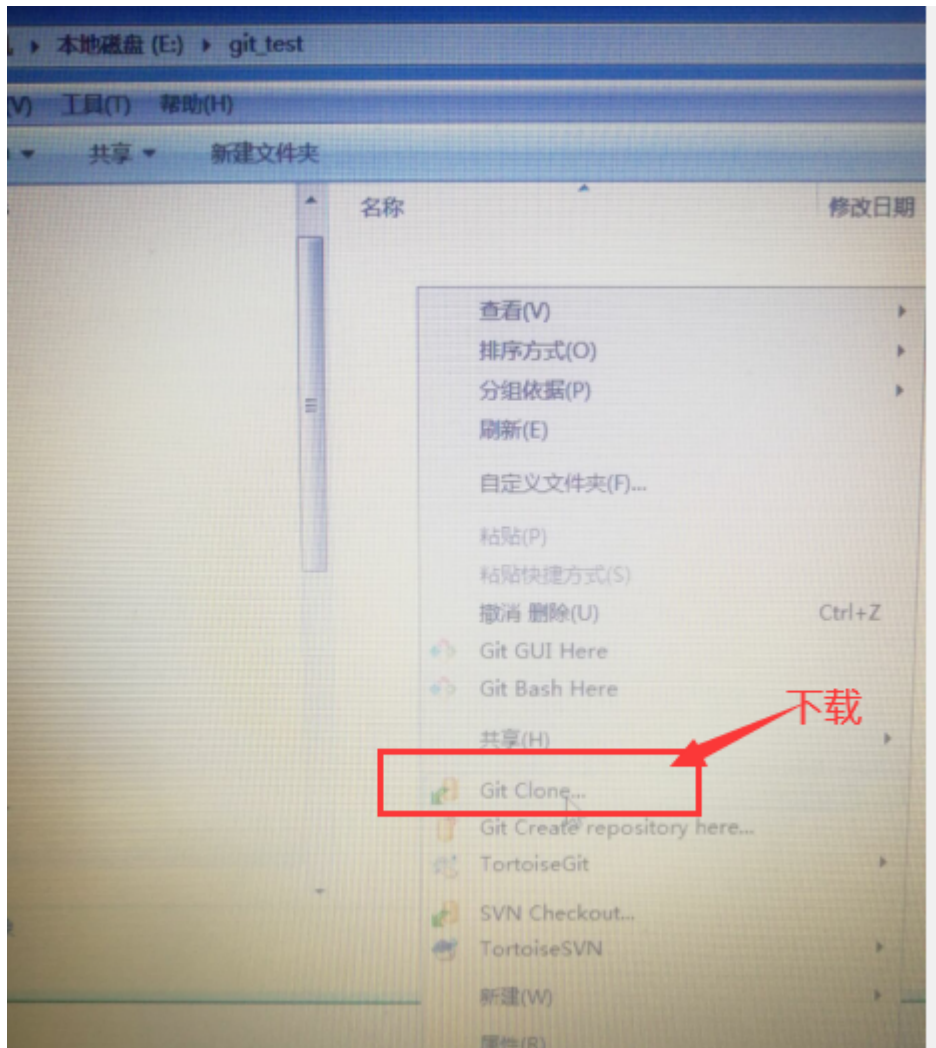 本地磁盘 (E:) git_test
(V) 工具(T) 帮助(H)
共享 新建文件夹
名称 修改日期
查看(V)
排序方式(O)
分组依据(P)
刷新(E)
自定义文件夹(F)...
粘贴(P)
粘贴快捷方式(S)
撤消 删除(U) Ctrl+Z
Git GUI Here
Git Bash Here
下载
共享(H)
Git Clone...
Git Create repository here...
TortoiseGit
SVN Checkout...
TortoiseSVN
新建(W)
属性(R)